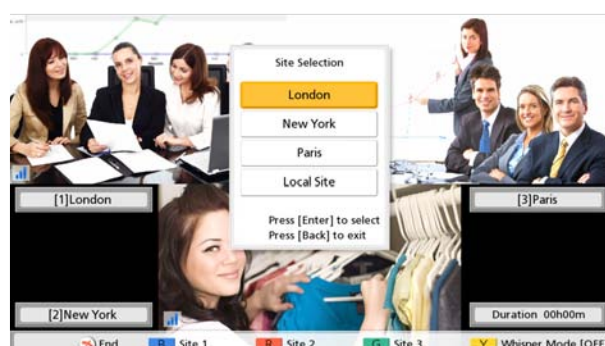 Site Selection
London
New York
Paris
Local Site
Press [Enter] to select
Press [Back] to exit
[1]London
[3]Paris
[2]New York
Duration 00h00m
End B Site 1 R Site 2 G Site 3 Y Whisper Mode [OFF